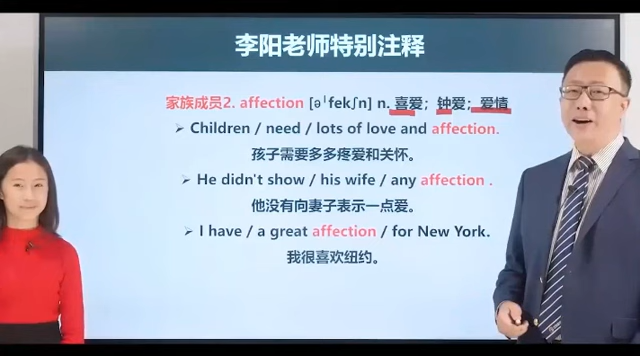 李阳老师特别注释
家族成员2. affection [ə'fekʃn] n. 喜爱；钟爱；爱情
➢ Children / need / lots of love and affection.
孩子需要多多疼爱和关怀。
➢ He didn't show / his wife / any affection .
他没有向妻子表示一点爱。
➢ I have / a great affection / for New York.
我很喜欢纽约。